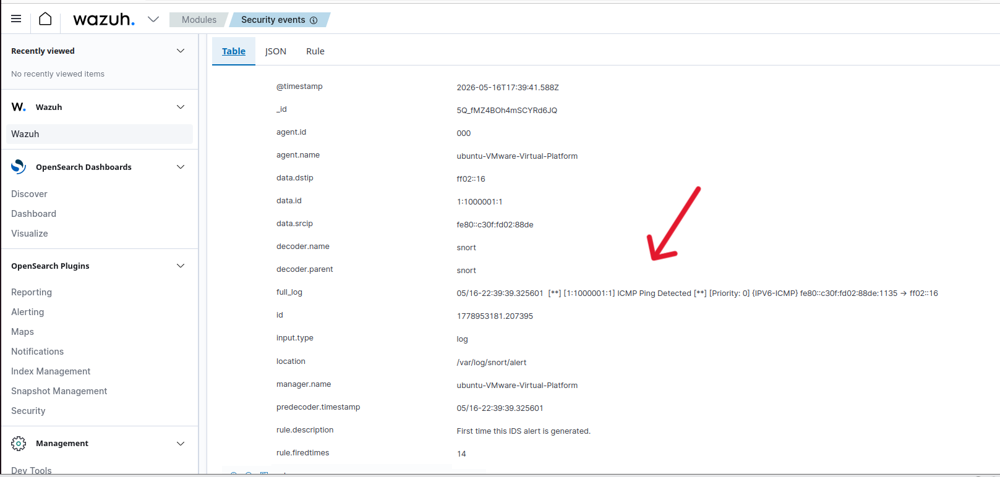 wazuh.
Modules
Security events
Recently viewed
No recently viewed items
W. Wazuh
Wazuh
OpenSearch Dashboards
Discover
Dashboard
Visualize
OpenSearch Plugins
Reporting
Alerting
Maps
Notifications
Index Management
Snapshot Management
Security
Management
Dev Tools
Table JSON Rule
@timestamp 2026-05-16T17:39:41.588Z
_id 5Q_fMZ4BOh4mSCYRd6JQ
agent.id 000
agent.name ubuntu-VMware-Virtual-Platform
data.dstip ff02::16
data.id 1:1000001:1
data.srcip fe80::c30f:fd02:88de
decoder.name snort
decoder.parent snort
full_log 05/16-22:39:39.325601 [**] [1:1000001:1] ICMP Ping Detected [**] [Priority: 0] {IPV6-ICMP} fe80::c30f:fd02:88de:1135 → ff02::16
id 1778953181.207395
input.type log
location /var/log/snort/alert
manager.name ubuntu-VMware-Virtual-Platform
predecoder.timestamp 05/16-22:39:39.325601
rule.description First time this IDS alert is generated.
rule.firedtimes 14